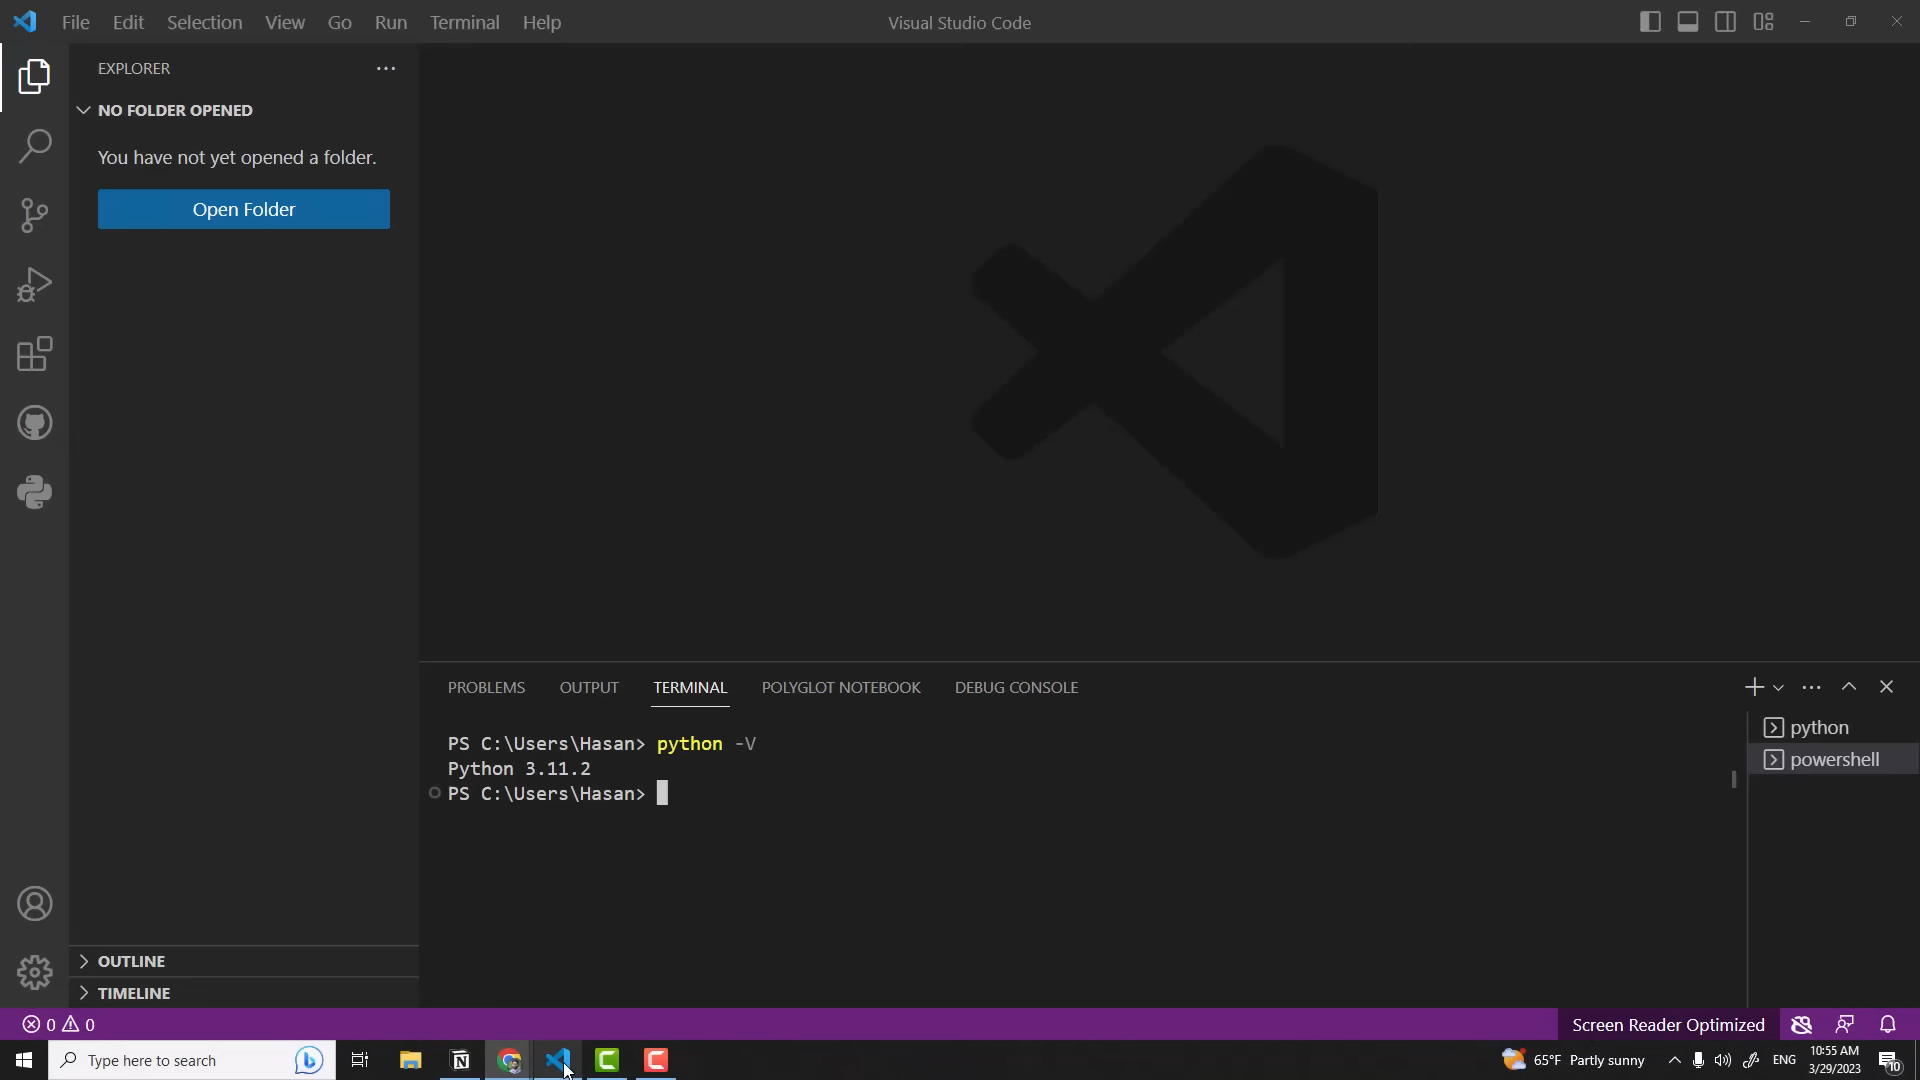 File Edit Selection View Go Run Terminal Help
Visual Studio Code
EXPLORER
NO FOLDER OPENED
You have not yet opened a folder.
Open Folder
PROBLEMS OUTPUT TERMINAL POLYGLOT NOTEBOOK DEBUG CONSOLE
PS C:\Users\Hasan> python -V
Python 3.11.2
PS C:\Users\Hasan>
python
powershell
OUTLINE
TIMELINE
0 0
Screen Reader Optimized
Type here to search
65°F Partly sunny
ENG
10:55 AM
3/29/2023
10